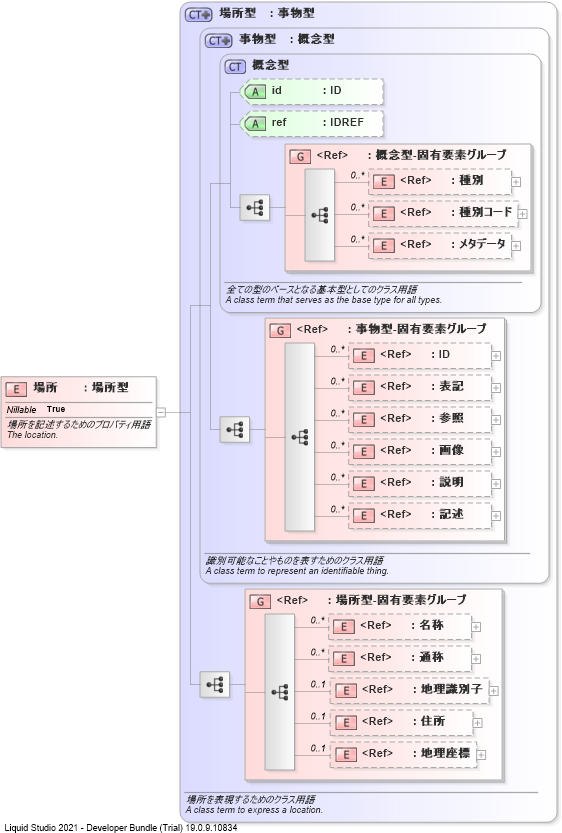 CT 場所型 : 事物型
CT 事物型 : 概念型
CT 概念型
A id : ID
A ref : IDREF
G <Ref> : 概念型-固有要素グループ
0..* E <Ref> : 種別
0..* E <Ref> : 種別コード
0..* E <Ref> : メタデータ
全ての型のベースとなる基本型としてのクラス用語
A class term that serves as the base type for all types.
G <Ref> : 事物型-固有要素グループ
0..* E <Ref> : ID
0..* E <Ref> : 表記
0..* E <Ref> : 参照
0..* E <Ref> : 画像
0..* E <Ref> : 説明
0..* E <Ref> : 記述
識別可能なことやものを表すためのクラス用語
A class term to represent an identifiable thing.
E 場所 : 場所型
Nillable True
場所を記述するためのプロパティ用語
The location.
G <Ref> : 場所型-固有要素グループ
0..* E <Ref> : 名称
0..* E <Ref> : 通称
0..1 E <Ref> : 地理識別子
0..1 E <Ref> : 住所
0..1 E <Ref> : 地理座標
場所を表現するためのクラス用語
A class term to express a location.
Liquid Studio 2021 - Developer Bundle (Trial) 19.0.9.10834